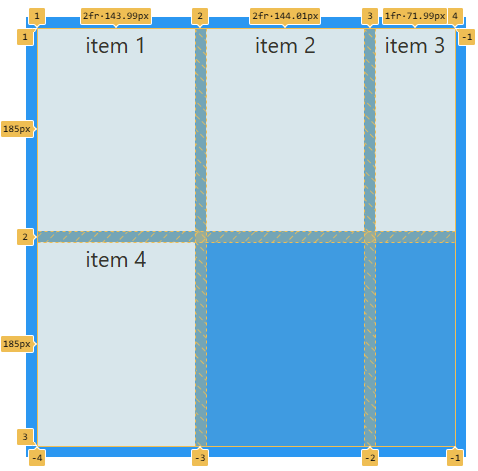 1 2fr·143.99px 2 2fr·144.01px 3 1fr·71.99px 4
1 item 1 item 2 item 3 -1
185px
2
item 4
185px
3
-4 -3 -2 -1